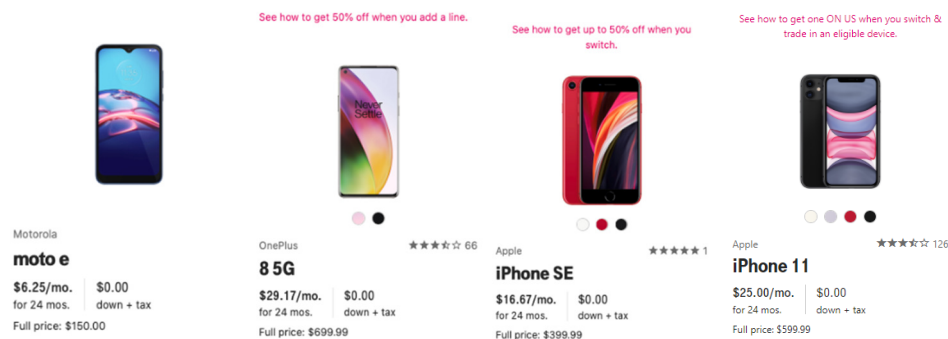 Motorola
moto e
$6.25/mo. $0.00
for 24 mos. down + tax
Full price: $150.00
See how to get 50% off when you add a line.
Never
Settle
OnePlus 66
8 5G
$29.17/mo. $0.00
for 24 mos. down + tax
Full price: $699.99
See how to get up to 50% off when you
switch.
Apple 1
iPhone SE
$16.67/mo. $0.00
for 24 mos. down + tax
Full price: $399.99
See how to get one ON US when you switch &
trade in an eligible device.
Apple 126
iPhone 11
$25.00/mo. $0.00
for 24 mos. down + tax
Full price: $599.99